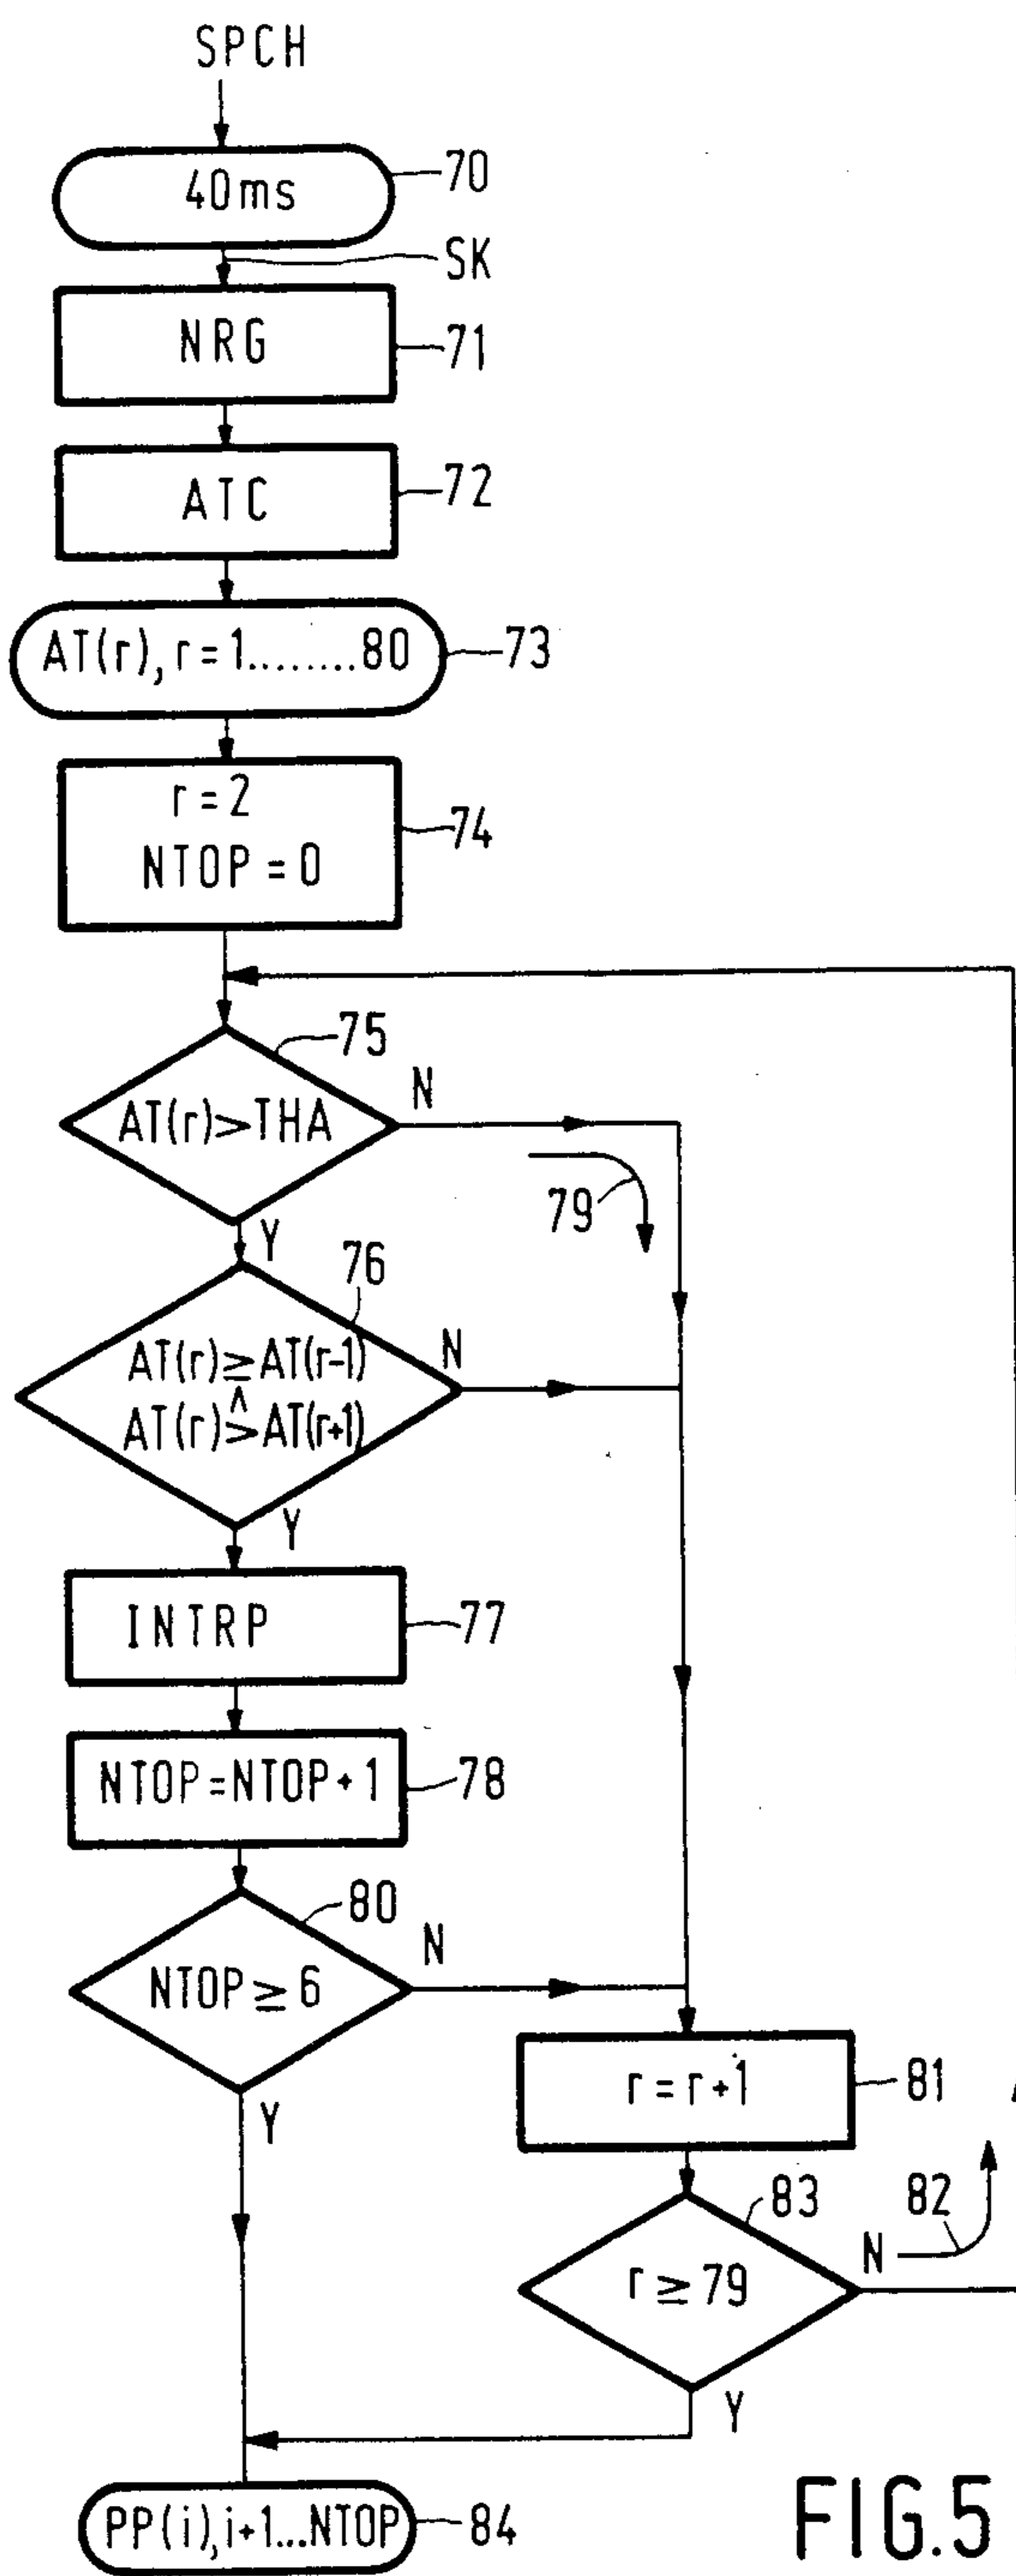 SPCH
40ms
70
SK
NRG
71
ATC
72
AT(r), r = 1........80
73
r = 2
NTOP = 0
74
75
AT(r)>THA
N
79
Y
76
AT(r)≥AT(r-1)
N
^
AT(r)>AT(r+1)
Y
INTRP
77
NTOP=NTOP+1
78
80
N
NTOP ≥ 6
r = r+1
81
Y
83
82
N
r ≥ 79
Y
PP(i), i+1...NTOP
84
FIG.5